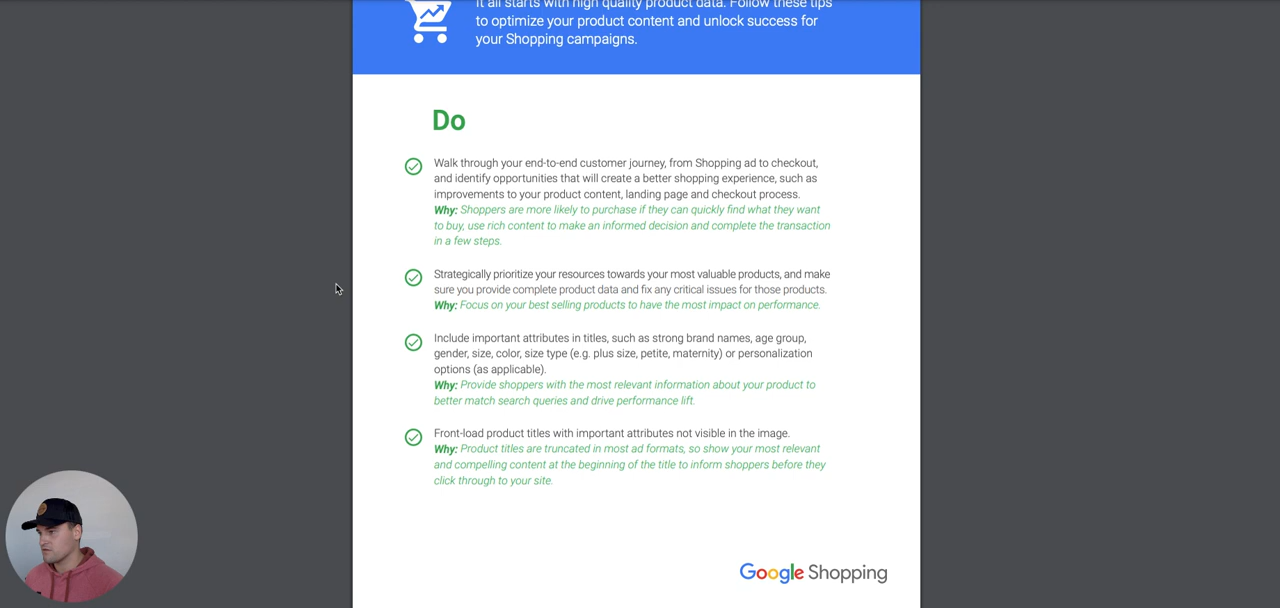 It all starts with high quality product data. Follow these tips
to optimize your product content and unlock success for
your Shopping campaigns.
Do
Walk through your end-to-end customer journey, from Shopping ad to checkout,
and identify opportunities that will create a better shopping experience, such as
improvements to your product content, landing page and checkout process.
Why: Shoppers are more likely to purchase if they can quickly find what they want
to buy, use rich content to make an informed decision and complete the transaction
in a few steps.
Strategically prioritize your resources towards your most valuable products, and make
sure you provide complete product data and fix any critical issues for those products.
Why: Focus on your best selling products to have the most impact on performance.
Include important attributes in titles, such as strong brand names, age group,
gender, size, color, size type (e.g. plus size, petite, maternity) or personalization
options (as applicable).
Why: Provide shoppers with the most relevant information about your product to
better match search queries and drive performance lift.
Front-load product titles with important attributes not visible in the image.
Why: Product titles are truncated in most ad formats, so show your most relevant
and compelling content at the beginning of the title to inform shoppers before they
click through to your site.
Google Shopping